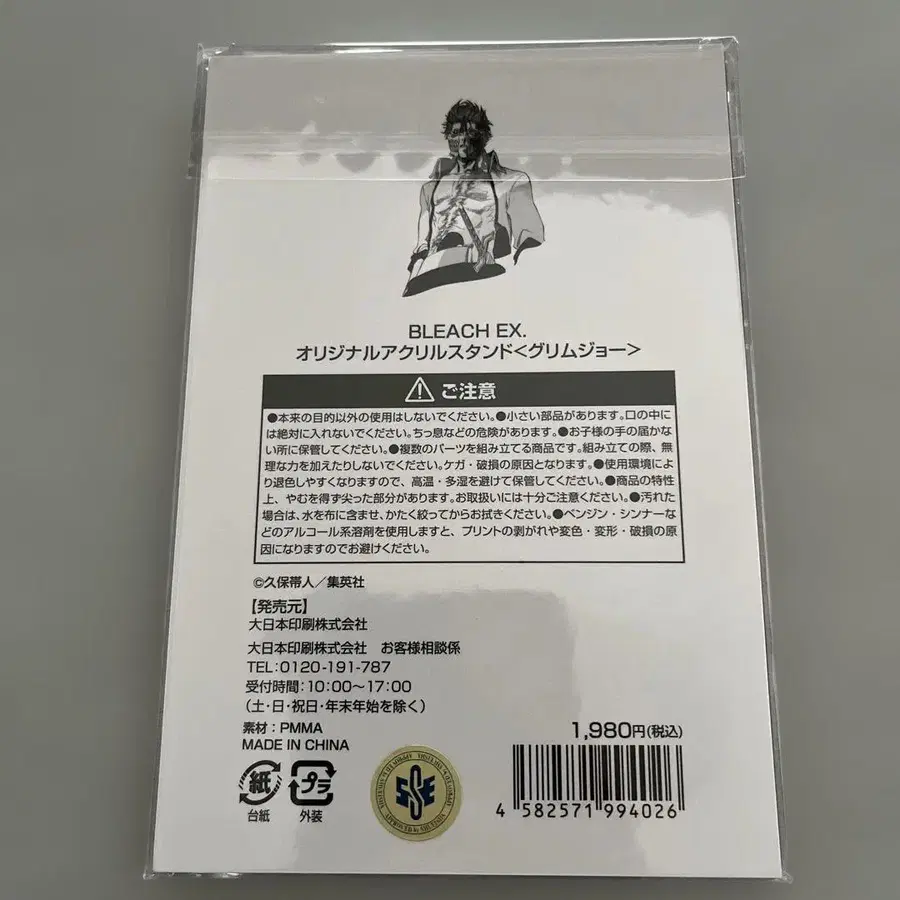 BLEACH EX.
オリジナルアクリルスタンド<グリムジョー>
ご注意
●本来の目的以外の使用はしないでください。●小さい部品があります。口の中に
は絶対に入れないでください。ちっ息などの危険があります。●お子様の手の届かな
い所に保管してください。●複数のパーツを組み立てる商品です。組み立ての際、無
理な力を加えたりしないでください。ケガ・破損の原因となります。●使用環境によ
り退色しやすくなりますので、高温・多湿を避けて保管してください。●商品の特性
上、やむを得ず尖った部分があります。お取扱いには十分ご注意ください。●汚れた
場合は、水を布に含ませ、かたく絞ってからお拭きください。●ベンジン・シンナーな
どのアルコール系溶剤を使用しますと、プリントの剥がれや変色・変形・破損の原
因になりますのでお避けください。
©久保帯人/集英社
【発売元】
大日本印刷株式会社
大日本印刷株式会社 お客様相談係
TEL:0120-191-787
受付時間:10:00〜17:00
(土・日・祝日・年末年始を除く)
素材:PMMA
MADE IN CHINA
1,980円(税込)
紙
プラ
台紙
外装
4 582571 994026